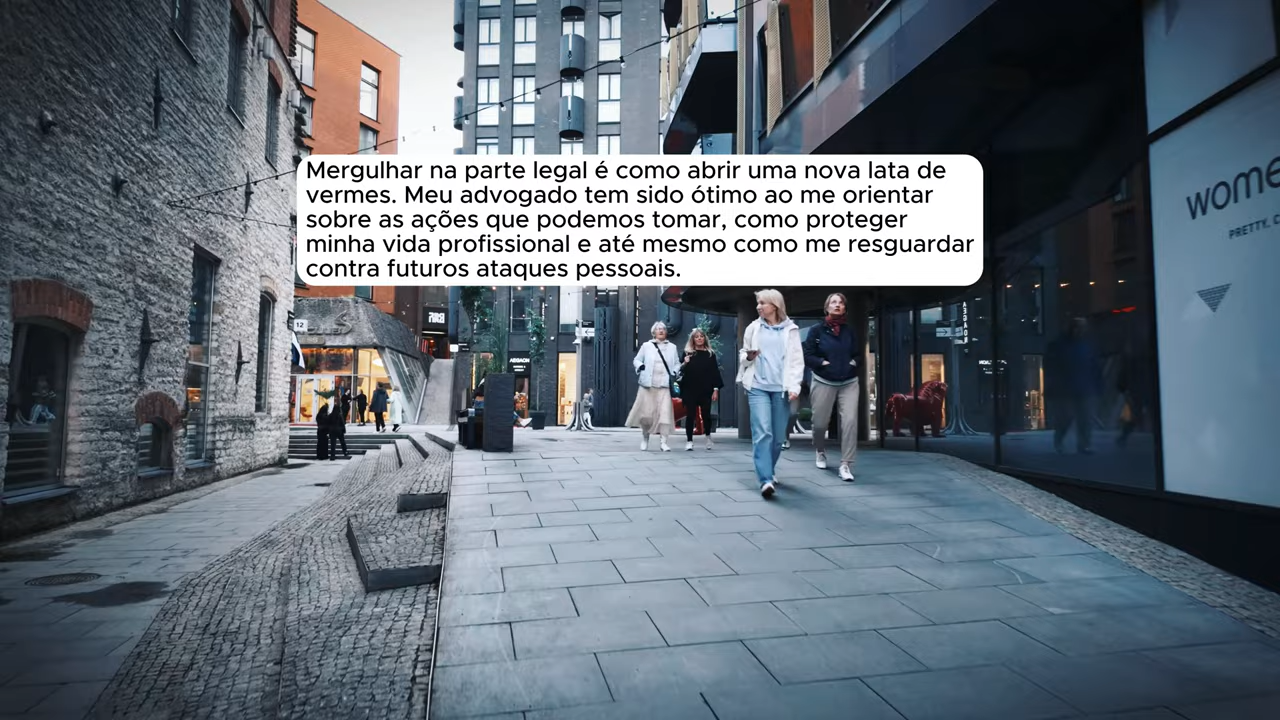 Mergulhar na parte legal é como abrir uma nova lata de
vermes. Meu advogado tem sido ótimo ao me orientar
sobre as ações que podemos tomar, como proteger
minha vida profissional e até mesmo como me resguardar
contra futuros ataques pessoais.
12
PRETTY,